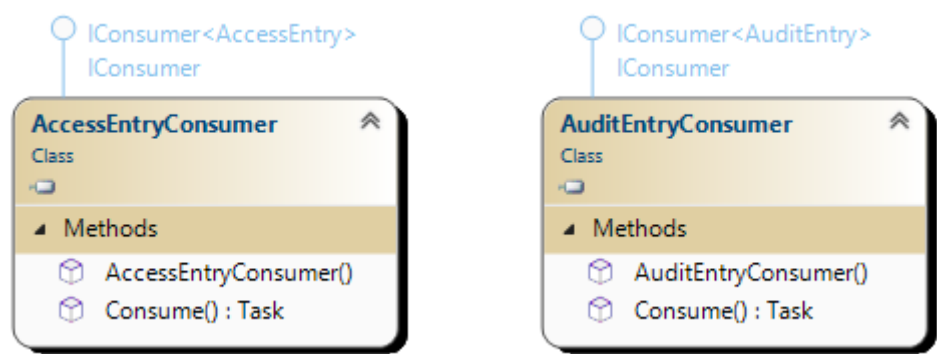 IConsumer<AccessEntry>
IConsumer
AccessEntryConsumer
Class
Methods
AccessEntryConsumer()
Consume() : Task
IConsumer<AuditEntry>
IConsumer
AuditEntryConsumer
Class
Methods
AuditEntryConsumer()
Consume() : Task